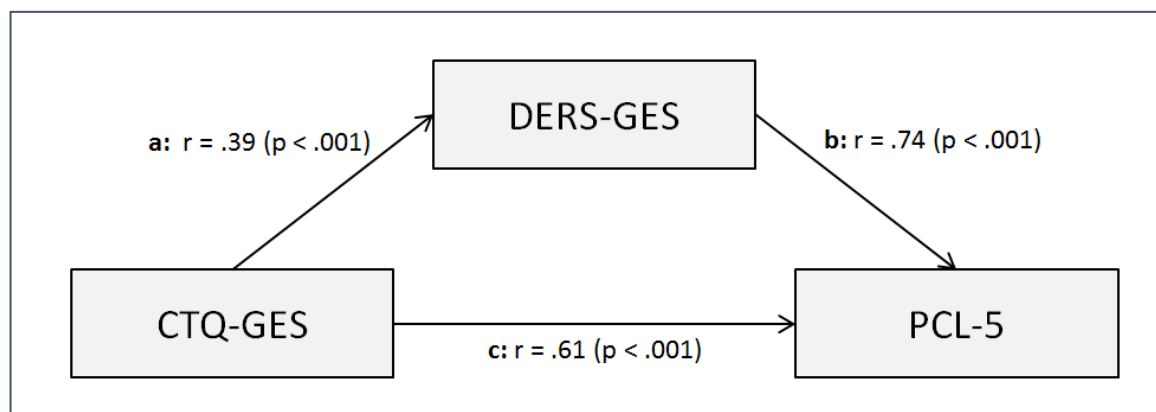 DERS-GES
a: r = .39 (p < .001)
b: r = .74 (p < .001)
CTQ-GES
PCL-5
c: r = .61 (p < .001)